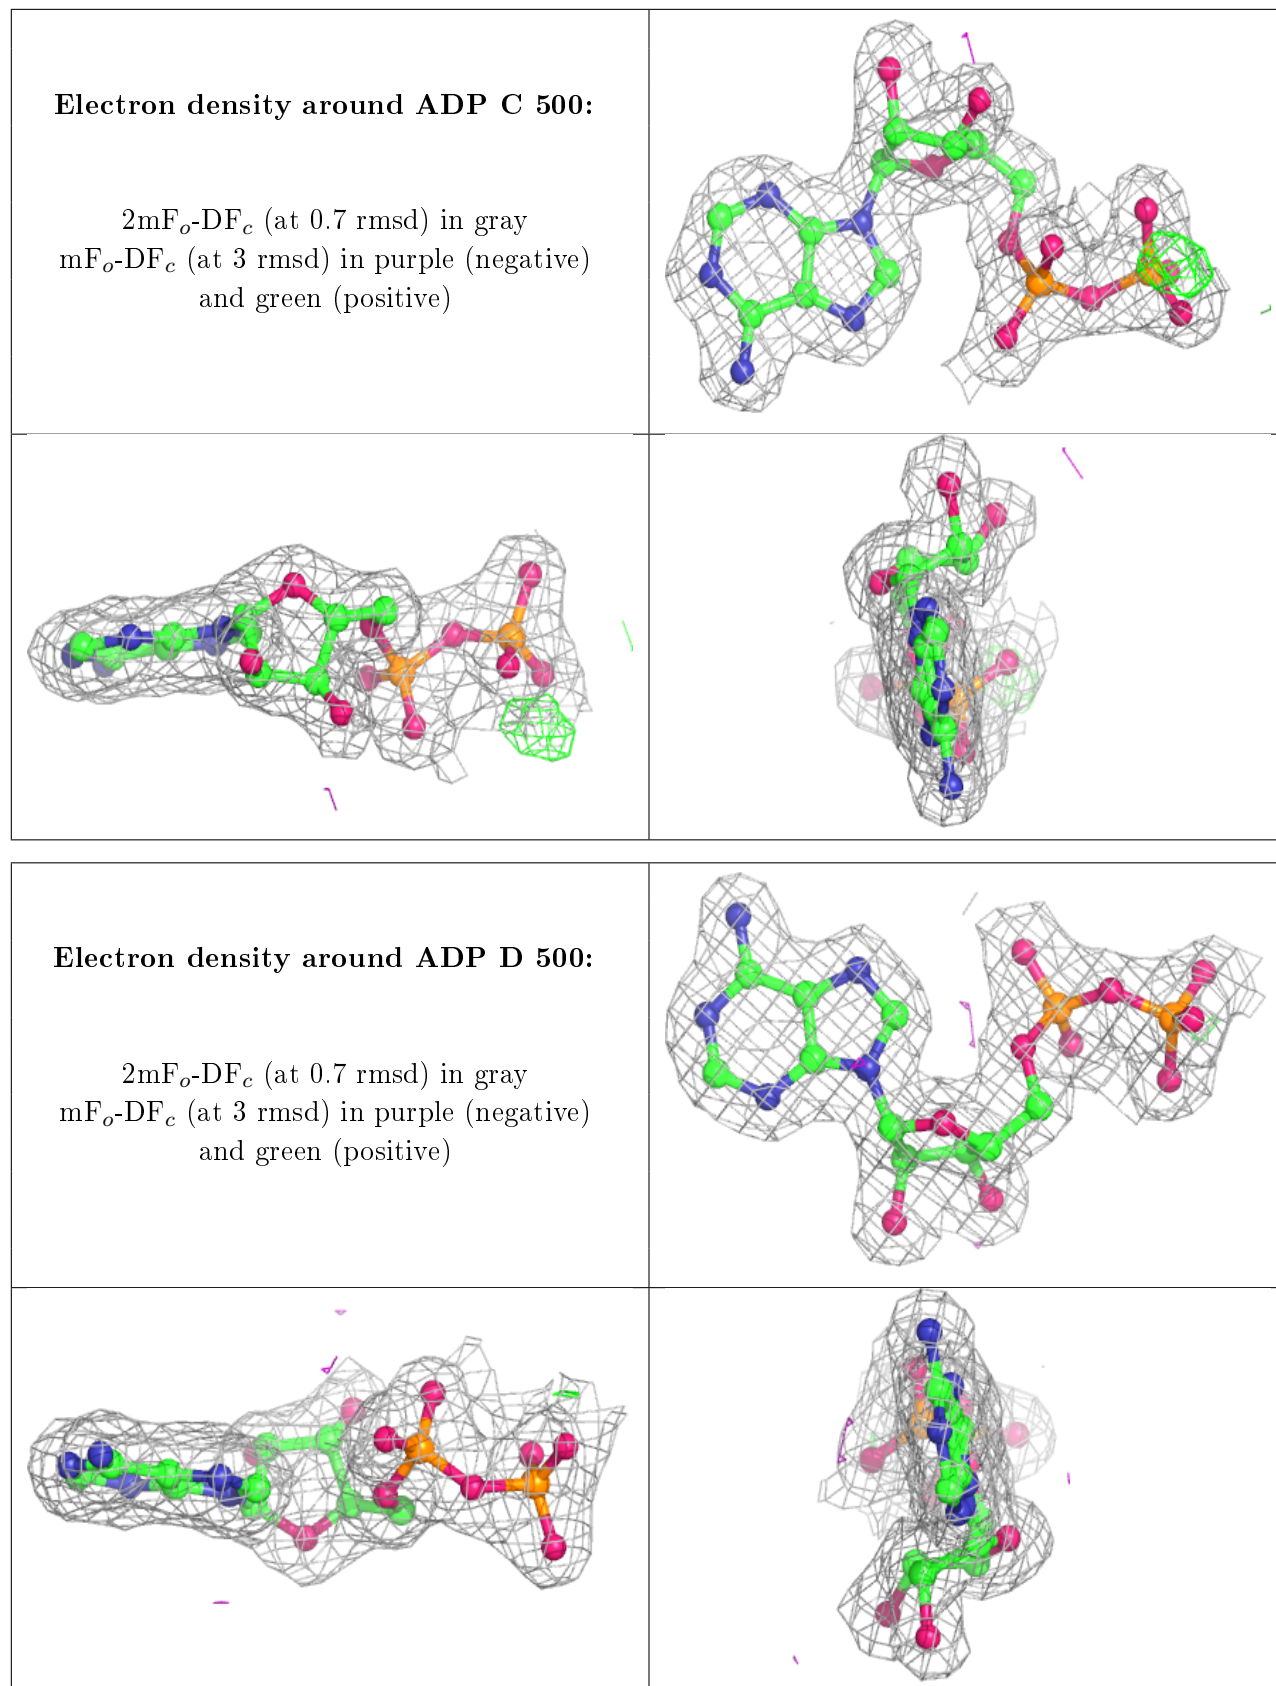 Electron density around ADP C 500:
2mFo-DFc (at 0.7 rmsd) in gray
mFo-DFc (at 3 rmsd) in purple (negative)
and green (positive)
Electron density around ADP D 500:
2mFo-DFc (at 0.7 rmsd) in gray
mFo-DFc (at 3 rmsd) in purple (negative)
and green (positive)